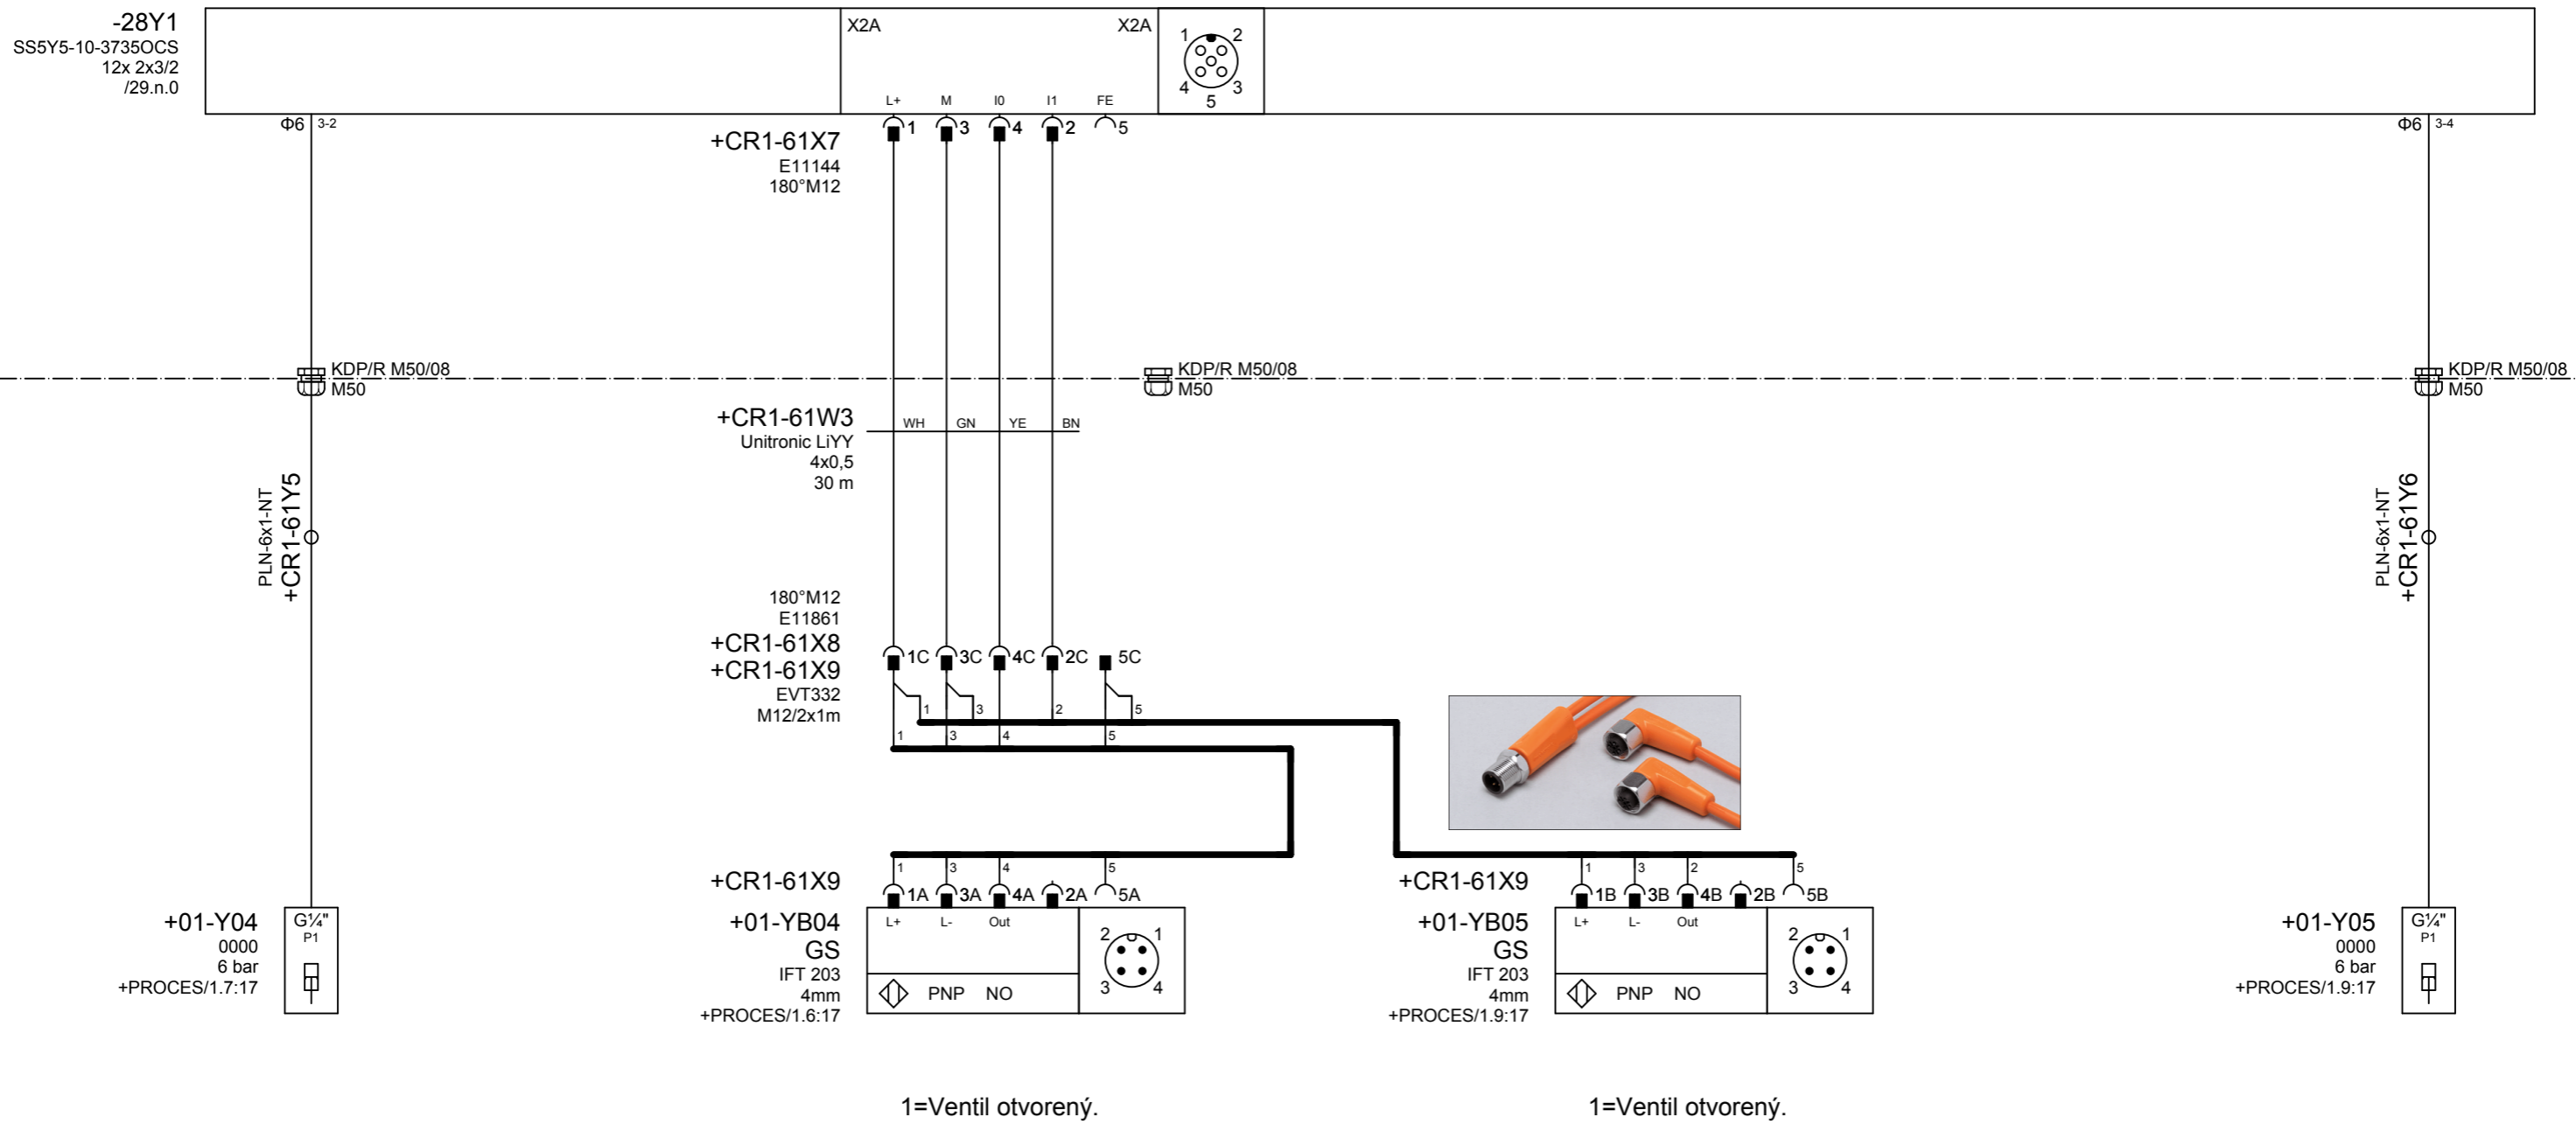 -28Y1
SS5Y5-10-3735OCS
12x 2x3/2
/29.n.0
X2A
X2A
1
2
4
3
5
L+
M
I0
I1
FE
Φ6
3-2
+CR1-61X7
E11144
180°M12
1
3
4
2
5
Φ6
3-4
KDP/R M50/08
M50
KDP/R M50/08
M50
KDP/R M50/08
M50
+CR1-61W3
Unitronic LiYY
4x0,5
30 m
WH
GN
YE
BN
PLN-6x1-NT
+CR1-61Y5
PLN-6x1-NT
+CR1-61Y6
180°M12
E11861
+CR1-61X8
+CR1-61X9
EVT332
M12/2x1m
1C
3C
4C
2C
5C
1
3
2
5
1
3
4
5
1
3
4
5
+CR1-61X9
1A
3A
4A
2A
5A
1
3
2
5
+CR1-61X9
1B
3B
4B
2B
5B
+01-Y04
0000
6 bar
+PROCES/1.7:17
G¼"
P1
+01-YB04
GS
IFT 203
4mm
+PROCES/1.6:17
L+
L-
Out
PNP NO
2
1
3
4
+01-YB05
GS
IFT 203
4mm
+PROCES/1.9:17
L+
L-
Out
PNP NO
2
1
3
4
+01-Y05
0000
6 bar
+PROCES/1.9:17
G¼"
P1
1=Ventil otvorený.
1=Ventil otvorený.